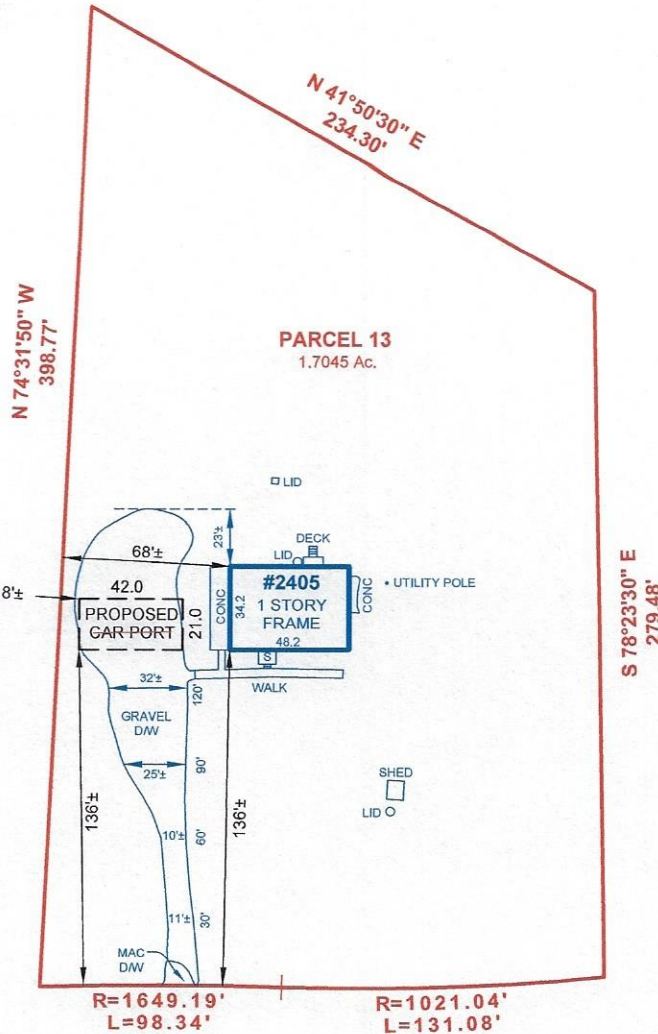 N 41°50'30" E
234.30'
N 74°31'50" W
398.77'
PARCEL 13
1.7045 Ac.
LID
23'±
DECK
LID
68'±
8'±
42.0
PROPOSED
CAR PORT
21.0
CONC
34.2
#2405
1 STORY
FRAME
48.2
CONC
UTILITY POLE
S 78°23'30" E
279.48'
S
WALK
32'±
120'
GRAVEL
D/W
25'±
90'
136'±
136'±
SHED
LID
10'±
60'
11'±
30'
MAC
D/W
R=1649.19'
L=98.34'
R=1021.04'
L=131.08'